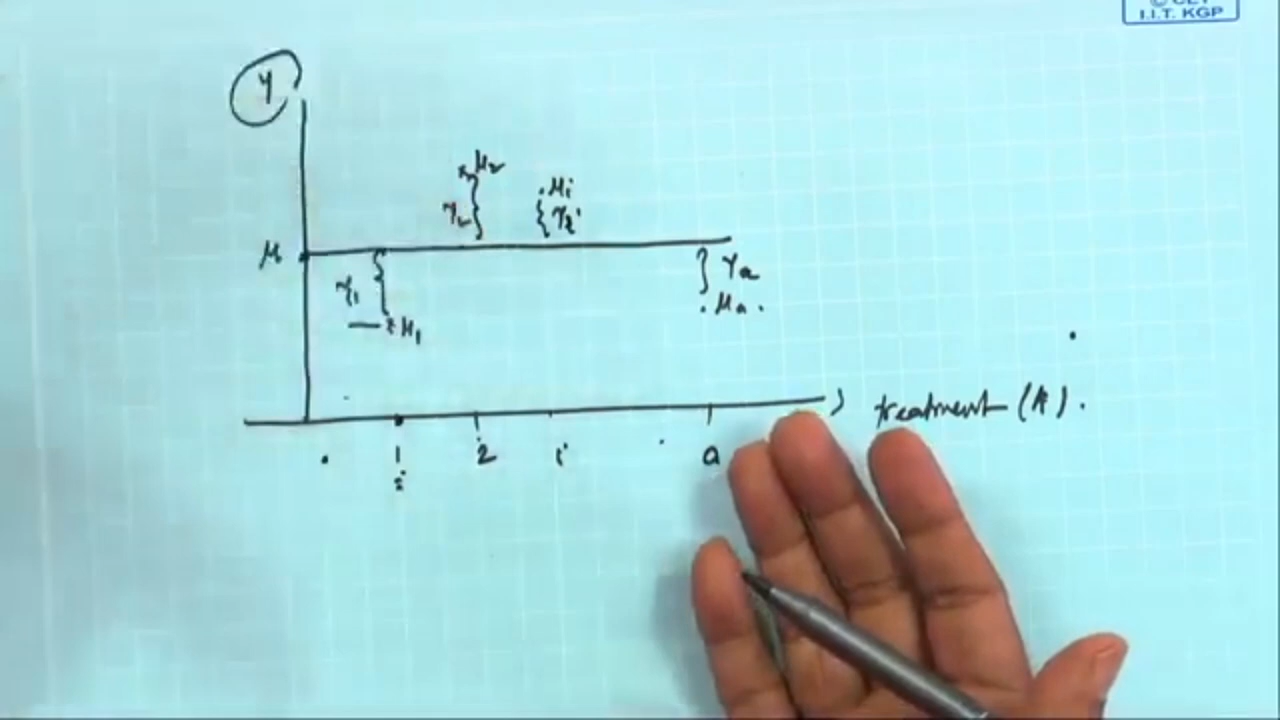 © CET
I.I.T. KGP
y
μ2
τ2
μi
τi
μ
τ1
μ1
τa
μa.
treatment (A).
1 2 i a
i